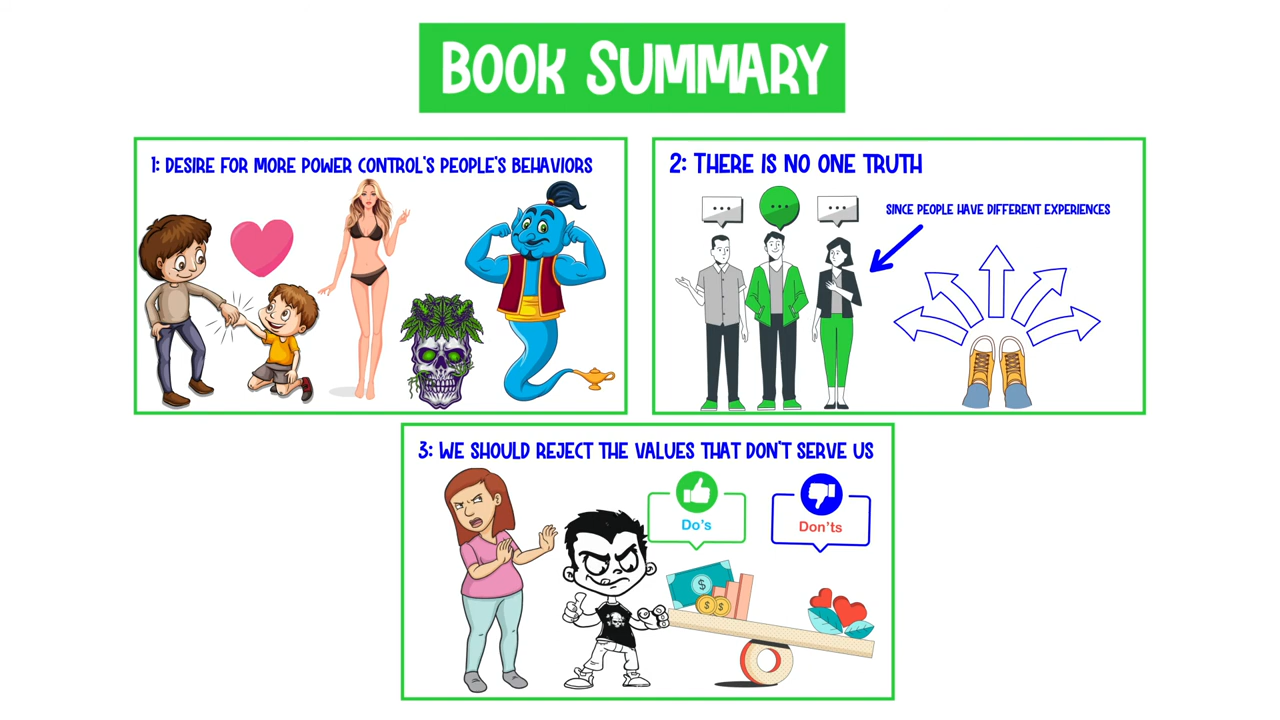 BOOK SUMMARY
1: DESIRE FOR MORE POWER CONTROL'S PEOPLE'S BEHAVIORS
2: THERE IS NO ONE TRUTH
SINCE PEOPLE HAVE DIFFERENT EXPERIENCES
3: WE SHOULD REJECT THE VALUES THAT DON'T SERVE US
Do's
Don'ts
$
$ $